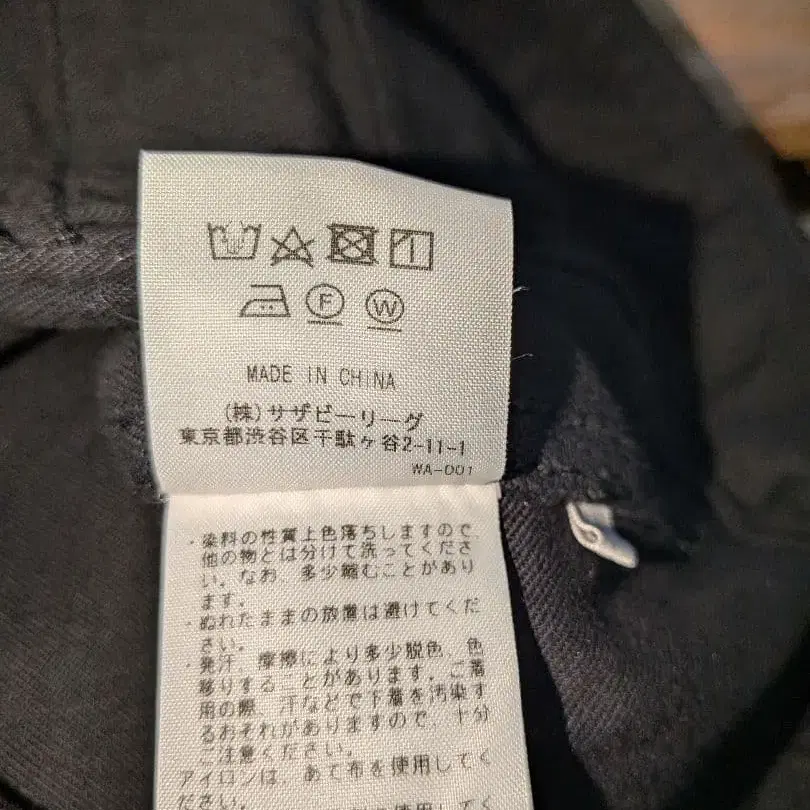 F W
MADE IN CHINA
(株)サザビーリーグ
東京都渋谷区千駄ヶ谷2-11-1
WA-001
・染料の性質上色落ちしますので、
他の物とは分けて洗ってくださ
い。なお、多少縮むことがあり
ます。
・ぬれたままの放置は避けてくだ
さい。
・発汗、摩擦により多少脱色、色
移りする ことがあります。ご着
用の際、汗などで下着を汚染す
るおそれがありますので、十分
ご注意ください。
アイロンは、あて布を使用してく
ださい。
使用してく